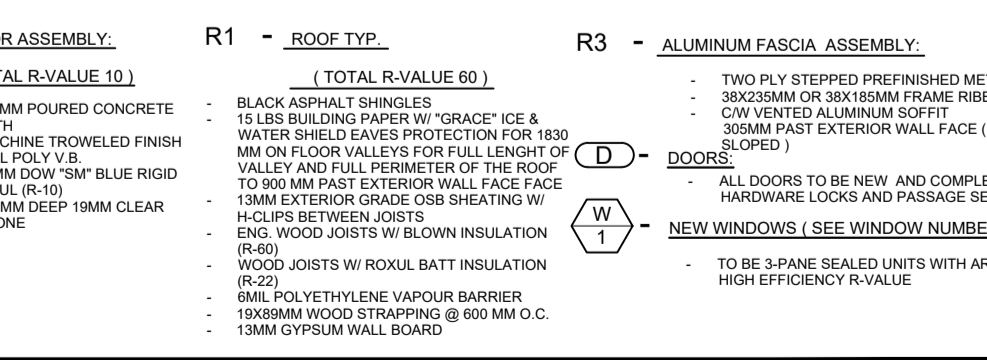 R ASSEMBLY:
TAL R-VALUE 10 )
MM POURED CONCRETE
TH
CHINE TROWELED FINISH
L POLY V.B.
MM DOW "SM" BLUE RIGID
UL (R-10)
MM DEEP 19MM CLEAR
ONE
R1 - ROOF TYP.
( TOTAL R-VALUE 60 )
- BLACK ASPHALT SHINGLES
- 15 LBS BUILDING PAPER W/ "GRACE" ICE &
WATER SHIELD EAVES PROTECTION FOR 1830
MM ON FLOOR VALLEYS FOR FULL LENGHT OF
VALLEY AND FULL PERIMETER OF THE ROOF
TO 900 MM PAST EXTERIOR WALL FACE FACE
- 13MM EXTERIOR GRADE OSB SHEATING W/
H-CLIPS BETWEEN JOISTS
- ENG. WOOD JOISTS W/ BLOWN INSULATION
(R-60)
- WOOD JOISTS W/ ROXUL BATT INSULATION
(R-22)
- 6MIL POLYETHYLENE VAPOUR BARRIER
- 19X89MM WOOD STRAPPING @ 600 MM O.C.
- 13MM GYPSUM WALL BOARD
R3 - ALUMINUM FASCIA ASSEMBLY:
- TWO PLY STEPPED PREFINISHED ME
- 38X235MM OR 38X185MM FRAME RIBE
- C/W VENTED ALUMINUM SOFFIT
305MM PAST EXTERIOR WALL FACE (
SLOPED )
D - DOORS:
- ALL DOORS TO BE NEW AND COMPLE
HARDWARE LOCKS AND PASSAGE SE
W
1
- NEW WINDOWS ( SEE WINDOW NUMBE
- TO BE 3-PANE SEALED UNITS WITH AR
HIGH EFFICIENCY R-VALUE